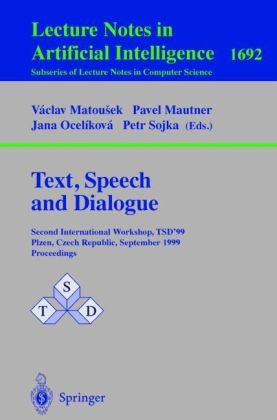 Lecture Notes in
Artificial Intelligence 1692
Subseries of Lecture Notes in Computer Science
Václav Matoušek Pavel Mautner
Jana Ocelíková Petr Sojka (Eds.)
Text, Speech
and Dialogue
Second International Workshop, TSD'99
Plzen, Czech Republic, September 1999
Proceedings
S
T D
Springer